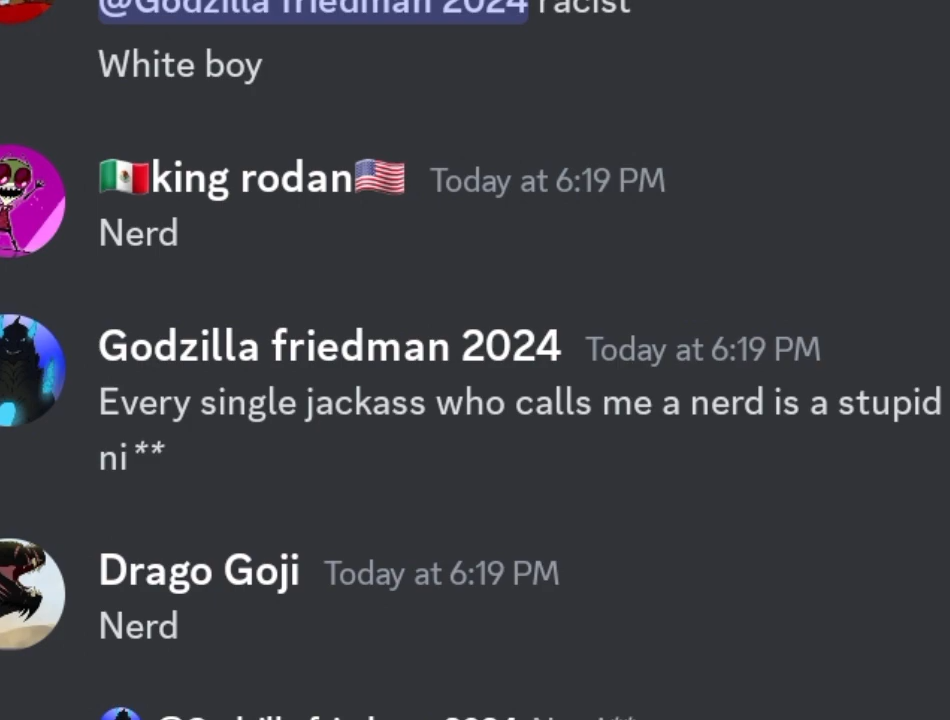 @Godzilla friedman 2024 racist
White boy
🇲🇽king rodan🇺🇸 Today at 6:19 PM
Nerd
Godzilla friedman 2024 Today at 6:19 PM
Every single jackass who calls me a nerd is a stupid
ni**
Drago Goji Today at 6:19 PM
Nerd